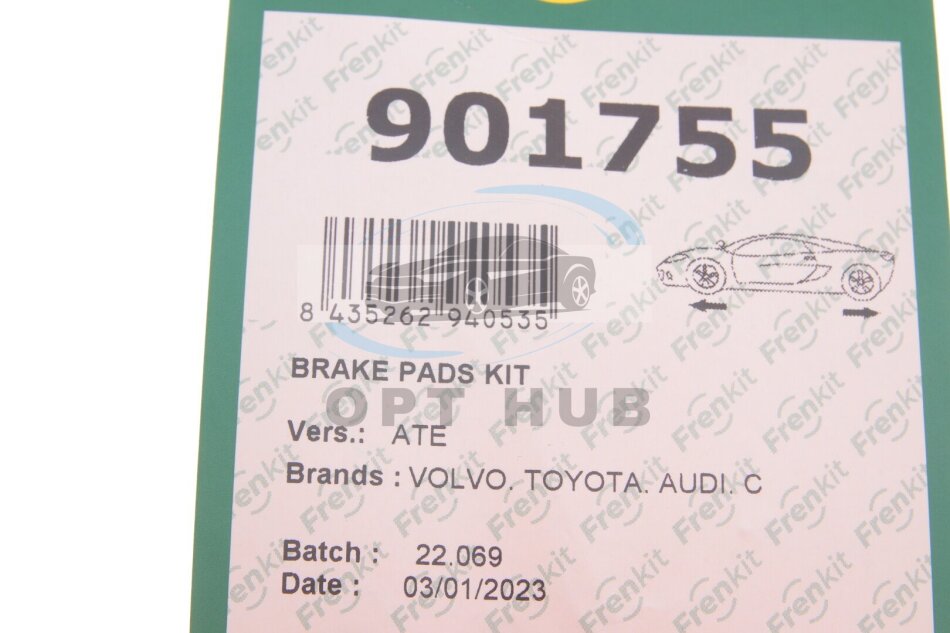 901755
8 435262 940535
BRAKE PADS KIT
OPT HUB
Vers.: ATE
Brands : VOLVO. TOYOTA. AUDI. C
Batch : 22.069
Date : 03/01/2023
Frenkit